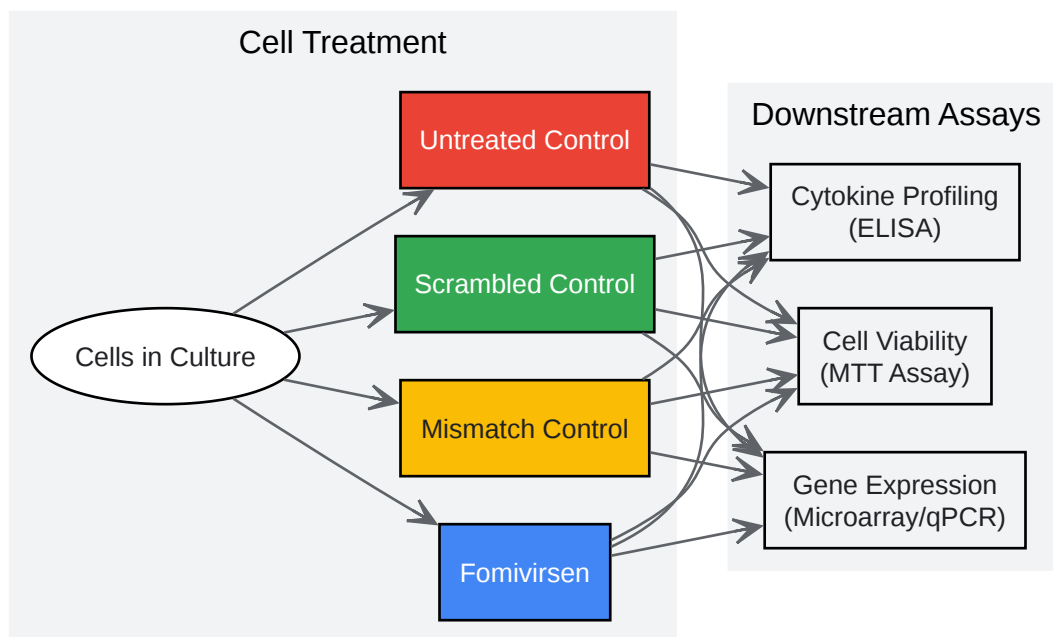 Cell Treatment
Untreated Control
Scrambled Control
Cells in Culture
Mismatch Control
Fomivirsen
Downstream Assays
Cytokine Profiling
(ELISA)
Cell Viability
(MTT Assay)
Gene Expression
(Microarray/qPCR)